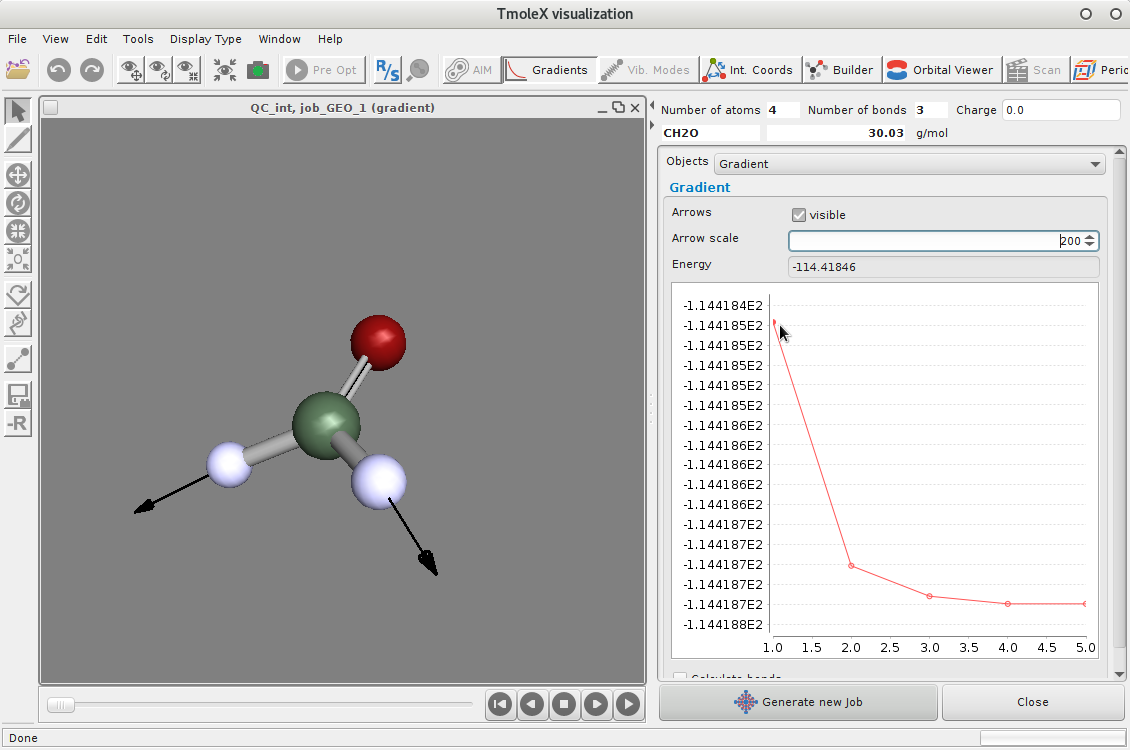 TmoleX visualization
File View Edit Tools Display Type Window Help
Pre Opt R/S AIM Gradients Vib. Modes Int. Coords Builder Orbital Viewer Scan Peric
QC_int, job_GEO_1 (gradient)
-R
Number of atoms 4 Number of bonds 3 Charge 0.0
CH2O 30.03 g/mol
Objects Gradient
Gradient
Arrows visible
Arrow scale 200
Energy -114.41846
-1.144184E2
-1.144185E2
-1.144185E2
-1.144185E2
-1.144185E2
-1.144185E2
-1.144186E2
-1.144186E2
-1.144186E2
-1.144186E2
-1.144186E2
-1.144187E2
-1.144187E2
-1.144187E2
-1.144187E2
-1.144187E2
-1.144188E2
1.0 1.5 2.0 2.5 3.0 3.5 4.0 4.5 5.0
Calculate bonds
Generate new Job Close
Done